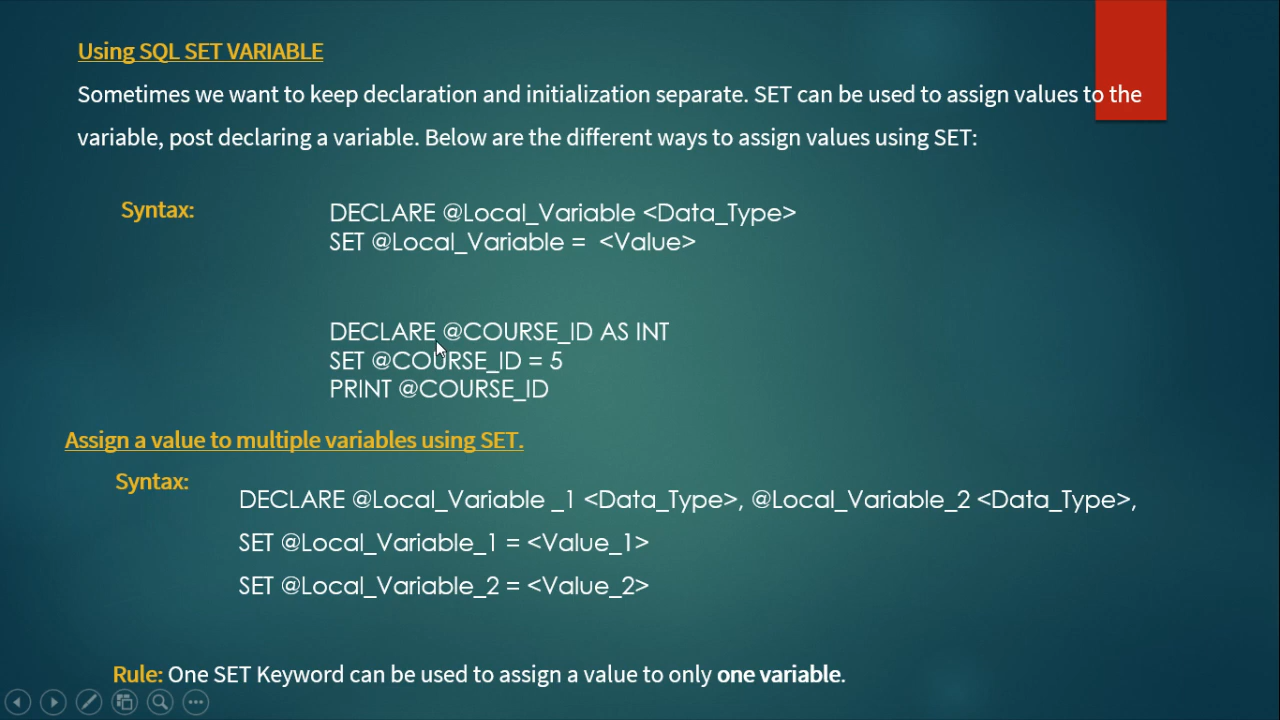 Using SQL SET VARIABLE
Sometimes we want to keep declaration and initialization separate. SET can be used to assign values to the
variable, post declaring a variable. Below are the different ways to assign values using SET:
Syntax:
DECLARE @Local_Variable <Data_Type>
SET @Local_Variable =  <Value>
DECLARE @COURSE_ID AS INT
SET @COURSE_ID = 5
PRINT @COURSE_ID
Assign a value to multiple variables using SET.
Syntax:
DECLARE @Local_Variable _1 <Data_Type>, @Local_Variable_2 <Data_Type>,
SET @Local_Variable_1 = <Value_1>
SET @Local_Variable_2 = <Value_2>
Rule: One SET Keyword can be used to assign a value to only one variable.